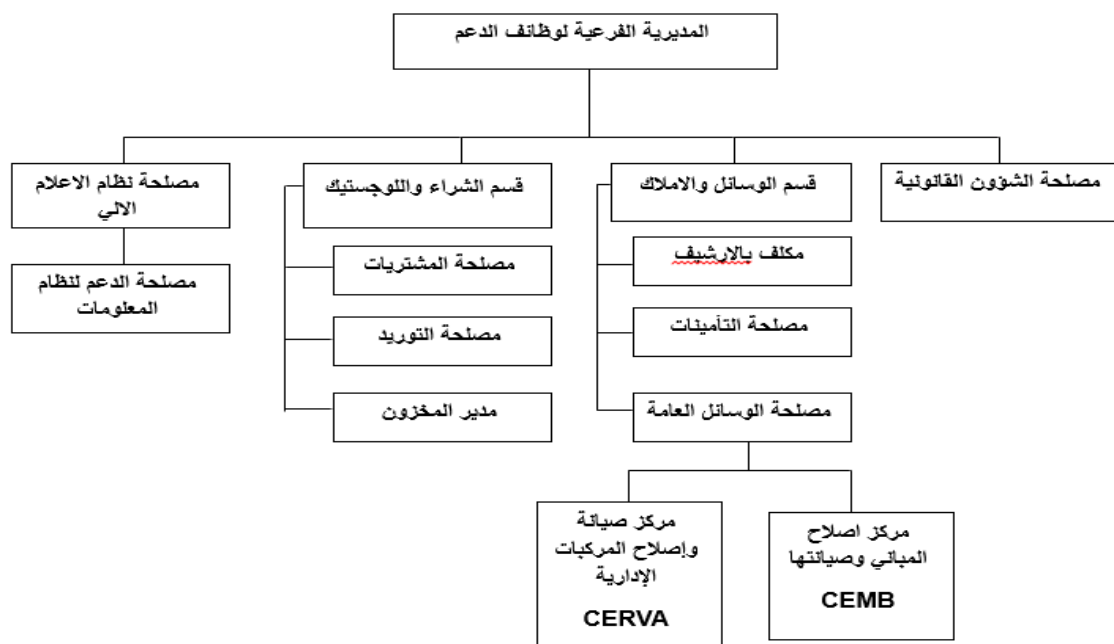 المديرية الفرعية لوظائف الدعم
مصلحة الشؤون القانونية
قسم الوسائل والاملاك
قسم الشراء واللوجستيك
مصلحة نظام الاعلام
الالي
مكلف بالارشيف
مصلحة المشتريات
مصلحة الدعم لنظام
المعلومات
مصلحة التأمينات
مصلحة التوريد
مصلحة الوسائل العامة
مدير المخزون
مركز اصلاح
المباني وصيانتها
CEMB
مركز صيانة
وإصلاح المركبات
الإدارية
CERVA